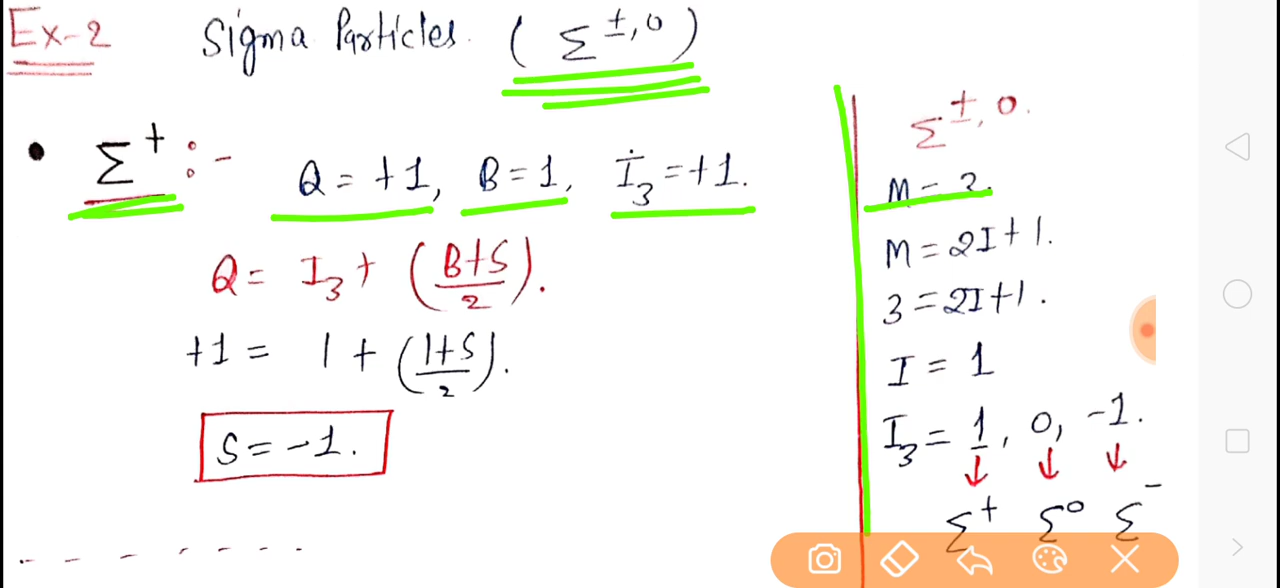 Ex-2 Sigma Particles. ( Σ ±,0 )
• Σ⁺ :- Q = +1, B = 1, I₃ = +1.
Q = I₃ + (B+S/2).
+1 = 1 + (1+S/2).
S = -1.
Σ ±,0.
M = 3.
M = 2I + 1.
3 = 2I + 1.
I = 1
I₃ = 1, 0, -1.
↓ ↓ ↓
Σ⁺ Σ⁰ Σ⁻